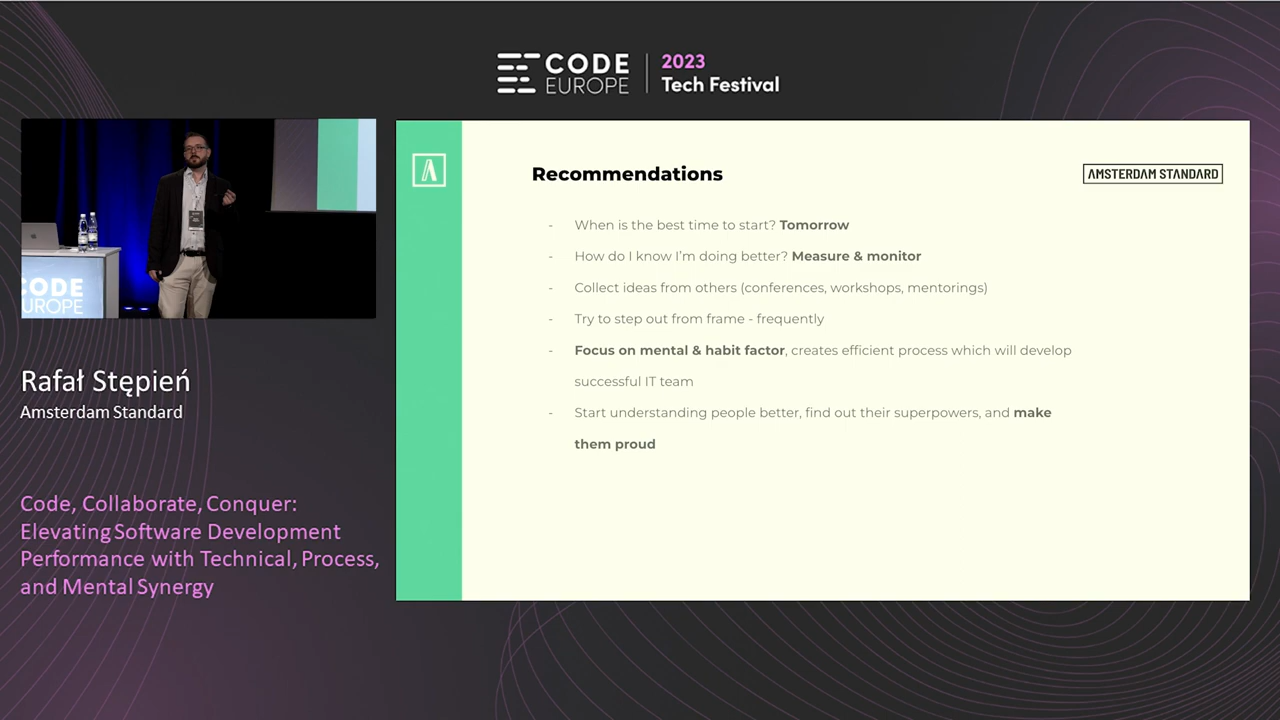 CODE
EUROPE
2023
Tech Festival
CODE
EUROPE
Rafał Stępień
Amsterdam Standard
Code, Collaborate, Conquer:
Elevating Software Development
Performance with Technical, Process,
and Mental Synergy
A
Recommendations
AMSTERDAM STANDARD
- When is the best time to start? Tomorrow
- How do I know I'm doing better? Measure & monitor
- Collect ideas from others (conferences, workshops, mentorings)
- Try to step out from frame - frequently
- Focus on mental & habit factor, creates efficient process which will develop
successful IT team
- Start understanding people better, find out their superpowers, and make
them proud